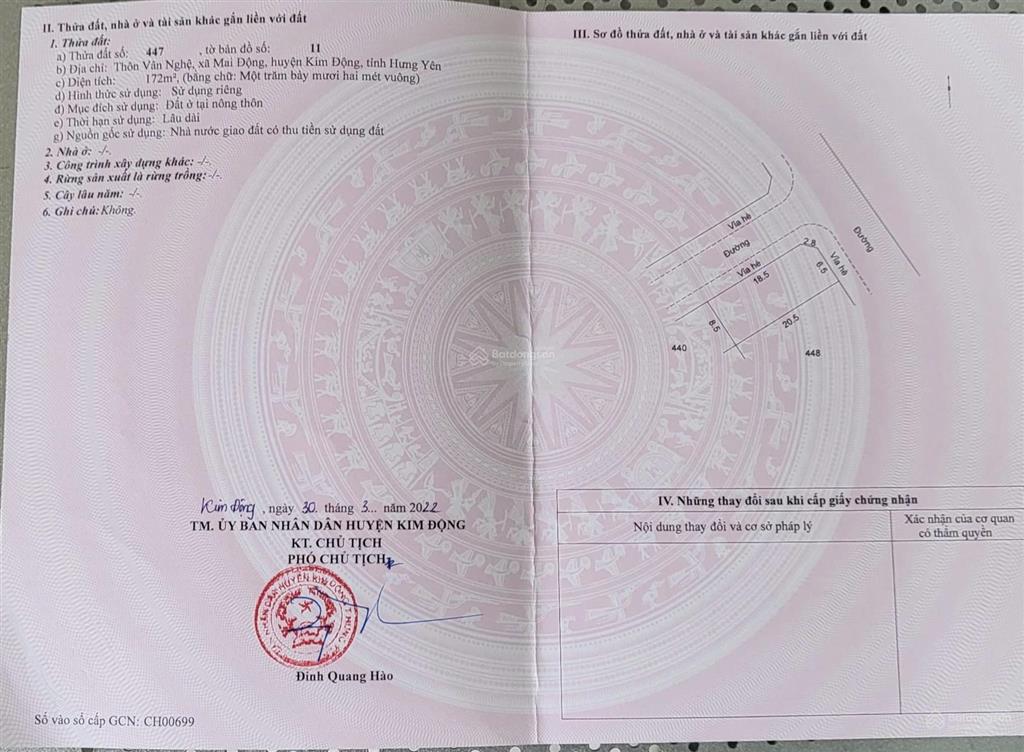 II. Thửa đất, nhà ở và tài sản khác gắn liền với đất
1. Thửa đất:
a) Thửa đất số: 447 , tờ bản đồ số: 11
b) Địa chỉ: Thôn Vân Nghệ, xã Mai Động, huyện Kim Động, tỉnh Hưng Yên
c) Diện tích: 172m², (bằng chữ: Một trăm bảy mươi hai mét vuông)
d) Hình thức sử dụng: Sử dụng riêng
đ) Mục đích sử dụng: Đất ở tại nông thôn
e) Thời hạn sử dụng: Lâu dài
g) Nguồn gốc sử dụng: Nhà nước giao đất có thu tiền sử dụng đất
2. Nhà ở: -/-.
3. Công trình xây dựng khác: -/-.
4. Rừng sản xuất là rừng trồng: -/-.
5. Cây lâu năm: -/-.
6. Ghi chú: Không.
Kim Động, ngày 30 tháng 3... năm 2022
TM. ỦY BAN NHÂN DÂN HUYỆN KIM ĐỘNG
KT. CHỦ TỊCH
PHÓ CHỦ TỊCH
Đinh Quang Hào
Số vào sổ cấp GCN: CH00699
III. Sơ đồ thửa đất, nhà ở và tài sản khác gắn liền với đất
Vỉa hè
Đường
Vỉa hè
18.5
2.8
6.5
Vỉa hè
Đường
8.5
20.5
440
448
Batdongsan
IV. Những thay đổi sau khi cấp giấy chứng nhận
Nội dung thay đổi và cơ sở pháp lý
Xác nhận của cơ quan
có thẩm quyền
Batdongsan